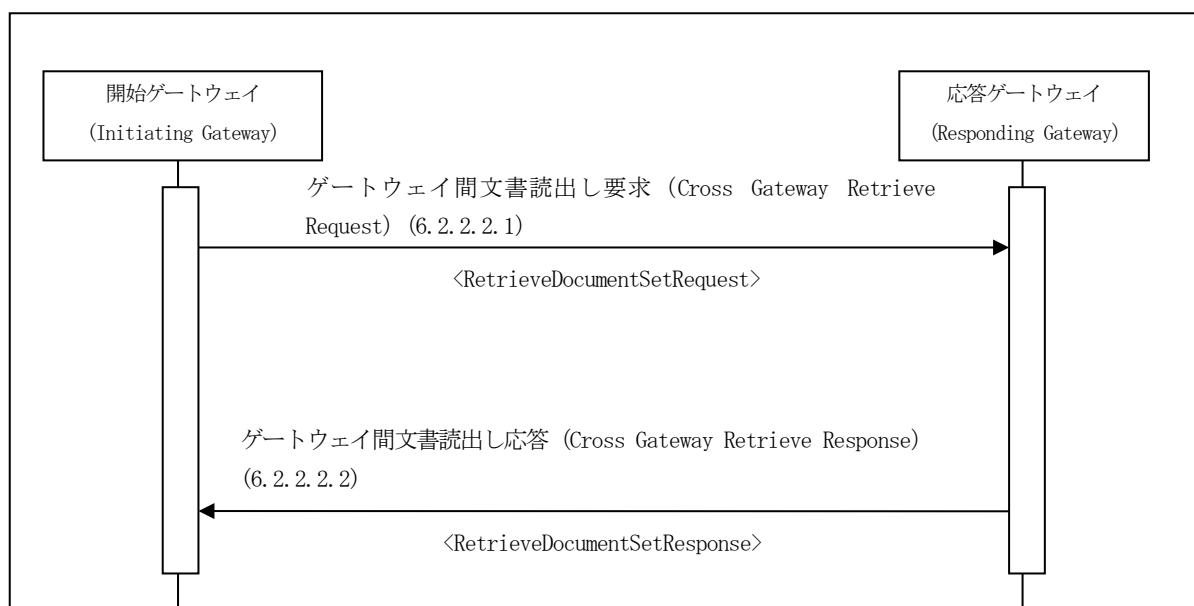 開始ゲートウェイ
(Initiating Gateway)
応答ゲートウェイ
(Responding Gateway)
ゲートウェイ間文書読出し要求 (Cross Gateway Retrieve
Request) (6.2.2.2.1)
<RetrieveDocumentSetRequest>
ゲートウェイ間文書読出し応答 (Cross Gateway Retrieve Response)
(6.2.2.2.2)
<RetrieveDocumentSetResponse>